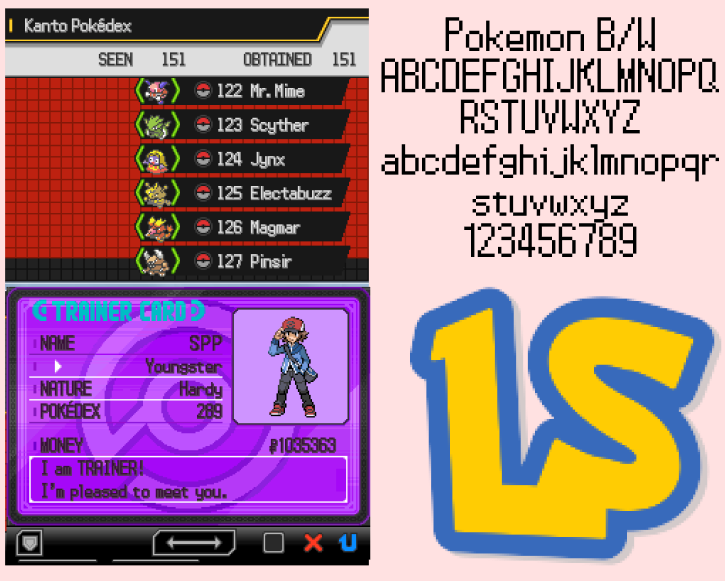 Kanto Pokédex
SEEN 151 OBTAINED 151
122 Mr. Mime
123 Scyther
124 Jynx
125 Electabuzz
126 Magmar
127 Pinsir
TRAINER CARD
NAME SPP
Youngster
NATURE Hardy
POKÉDEX 289
MONEY ₽1035363
I am TRAINER!
I'm pleased to meet you.
Pokemon B/W
ABCDEFGHIJKLMNOPQ
RSTUVWXYZ
abcdefghijklmnopqr
stuvwxyz
123456789
LS